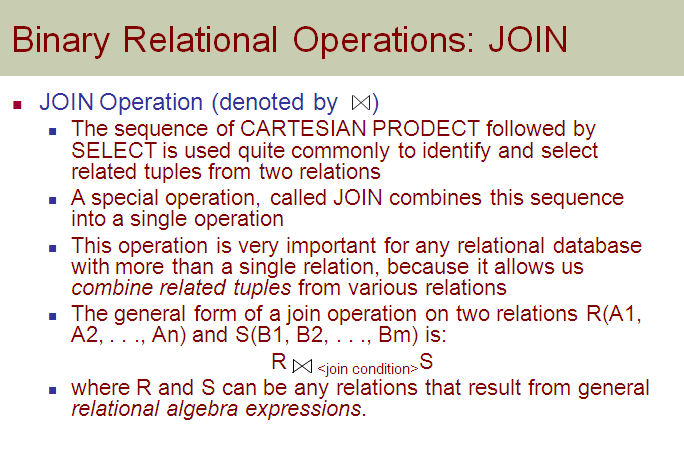 Binary Relational Operations: JOIN
JOIN Operation (denoted by ⋈)
The sequence of CARTESIAN PRODECT followed by
SELECT is used quite commonly to identify and select
related tuples from two relations
A special operation, called JOIN combines this sequence
into a single operation
This operation is very important for any relational database
with more than a single relation, because it allows us
combine related tuples from various relations
The general form of a join operation on two relations R(A1,
A2, . . ., An) and S(B1, B2, . . ., Bm) is:
R ⋈ <join condition>S
where R and S can be any relations that result from general
relational algebra expressions.